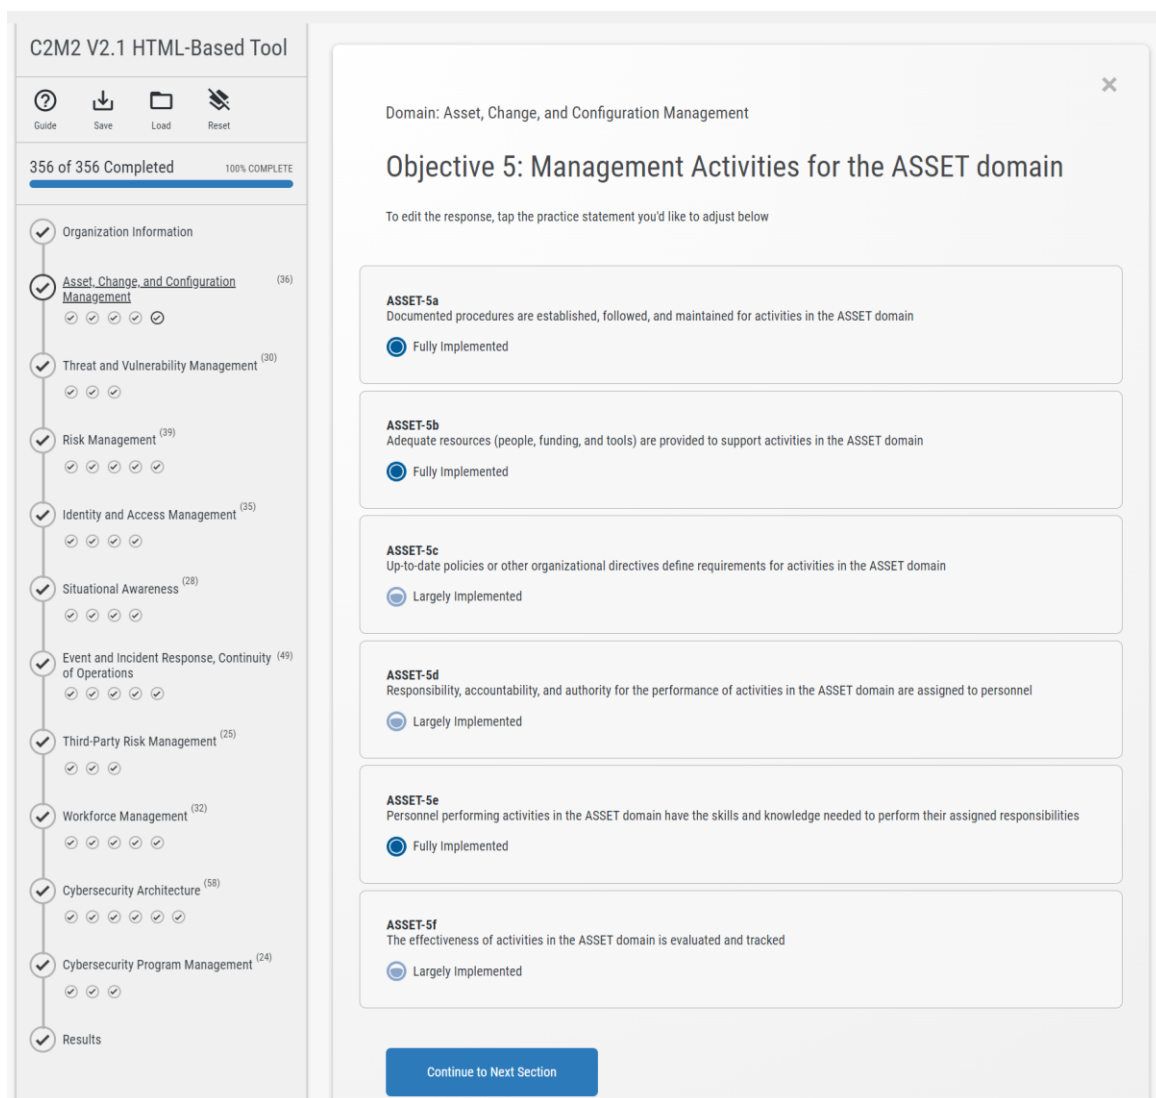 C2M2 V2.1 HTML-Based Tool
Guide
Save
Load
Reset
356 of 356 Completed
100% COMPLETE
Organization Information
Asset, Change, and Configuration (36)
Management
Threat and Vulnerability Management (30)
Risk Management (39)
Identity and Access Management (35)
Situational Awareness (28)
Event and Incident Response, Continuity (49)
of Operations
Third-Party Risk Management (25)
Workforce Management (32)
Cybersecurity Architecture (58)
Cybersecurity Program Management (24)
Results
Domain: Asset, Change, and Configuration Management
Objective 5: Management Activities for the ASSET domain
To edit the response, tap the practice statement you'd like to adjust below
ASSET-5a
Documented procedures are established, followed, and maintained for activities in the ASSET domain
Fully Implemented
ASSET-5b
Adequate resources (people, funding, and tools) are provided to support activities in the ASSET domain
Fully Implemented
ASSET-5c
Up-to-date policies or other organizational directives define requirements for activities in the ASSET domain
Largely Implemented
ASSET-5d
Responsibility, accountability, and authority for the performance of activities in the ASSET domain are assigned to personnel
Largely Implemented
ASSET-5e
Personnel performing activities in the ASSET domain have the skills and knowledge needed to perform their assigned responsibilities
Fully Implemented
ASSET-5f
The effectiveness of activities in the ASSET domain is evaluated and tracked
Largely Implemented
Continue to Next Section